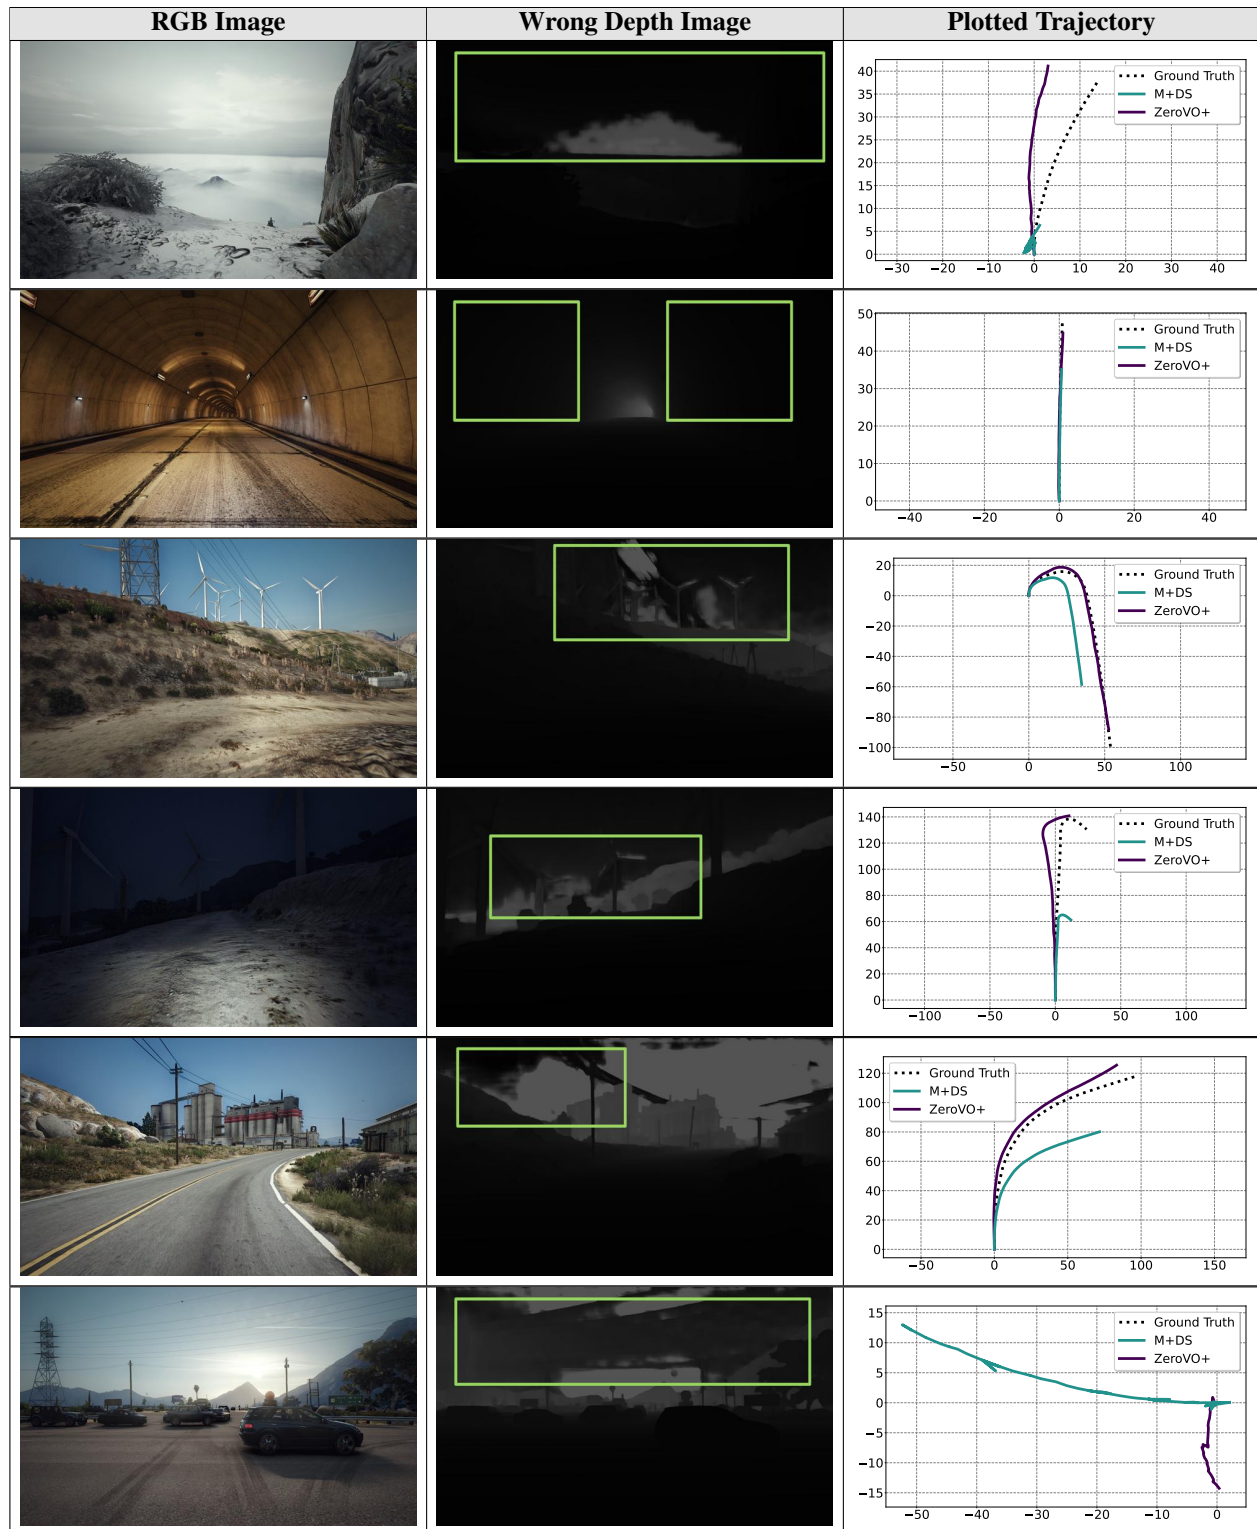 RGB Image
Wrong Depth Image
Plotted Trajectory
40
35
30
25
20
15
10
5
0
−30 −20 −10 0 10 20 30 40
Ground Truth
M+DS
ZeroVO+
50
40
30
20
10
0
−40 −20 0 20 40
Ground Truth
M+DS
ZeroVO+
20
0
−20
−40
−60
−80
−100
−50 0 50 100
Ground Truth
M+DS
ZeroVO+
140
120
100
80
60
40
20
0
−100 −50 0 50 100
Ground Truth
M+DS
ZeroVO+
120
100
80
60
40
20
0
−50 0 50 100 150
Ground Truth
M+DS
ZeroVO+
15
10
5
0
−5
−10
−15
−50 −40 −30 −20 −10 0
Ground Truth
M+DS
ZeroVO+